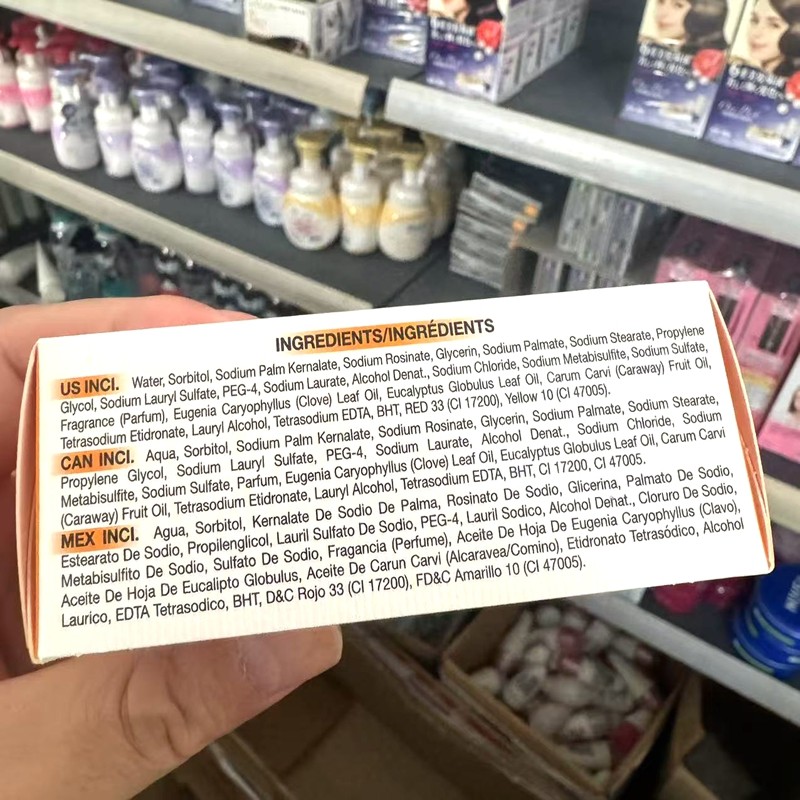 INGREDIENTS/INGRÉDIENTS
US INCI. Water, Sorbitol, Sodium Palm Kernalate, Sodium Rosinate, Glycerin, Sodium Palmate, Sodium Stearate, Propylene
Glycol, Sodium Lauryl Sulfate, PEG-4, Sodium Laurate, Alcohol Denat., Sodium Chloride, Sodium Metabisulfite, Sodium Sulfate,
Fragrance (Parfum), Eugenia Caryophyllus (Clove) Leaf Oil, Eucalyptus Globulus Leaf Oil, Carum Carvi (Caraway) Fruit Oil,
Tetrasodium Etidronate, Lauryl Alcohol, Tetrasodium EDTA, BHT, RED 33 (CI 17200), Yellow 10 (CI 47005).
CAN INCI. Aqua, Sorbitol, Sodium Palm Kernalate, Sodium Rosinate, Glycerin, Sodium Palmate, Sodium Stearate,
Propylene Glycol, Sodium Lauryl Sulfate, PEG-4, Sodium Laurate, Alcohol Denat., Sodium Chloride, Sodium
Metabisulfite, Sodium Sulfate, Parfum, Eugenia Caryophyllus (Clove) Leaf Oil, Eucalyptus Globulus Leaf Oil, Carum Carvi
(Caraway) Fruit Oil, Tetrasodium Etidronate, Lauryl Alcohol, Tetrasodium EDTA, BHT, CI 17200, CI 47005.
MEX INCI. Agua, Sorbitol, Kernalate De Sodio De Palma, Rosinato De Sodio, Glicerina, Palmato De Sodio,
Estearato De Sodio, Propilenglicol, Lauril Sulfato De Sodio, PEG-4, Lauril Sodico, Alcohol Denat., Cloruro De Sodio,
Metabisulfito De Sodio, Sulfato De Sodio, Fragancia (Perfume), Aceite De Hoja De Eugenia Caryophyllus (Clavo),
Aceite De Hoja De Eucalipto Globulus, Aceite De Carun Carvi (Alcaravea/Comino), Etidronato Tetrasódico, Alcohol
Laurico, EDTA Tetrasodico, BHT, D&C Rojo 33 (CI 17200), FD&C Amarillo 10 (CI 47005).